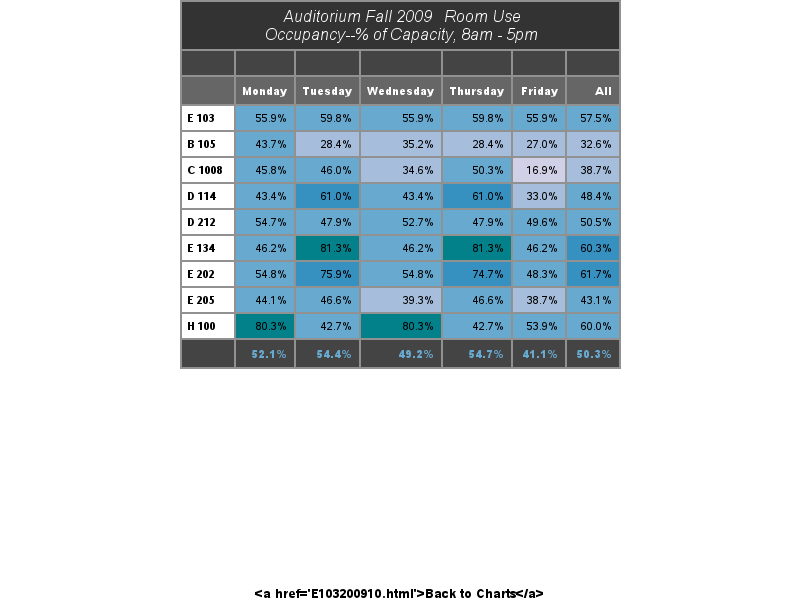 Auditorium Fall 2009 Room Use
Occupancy--% of Capacity, 8am - 5pm
Monday Tuesday Wednesday Thursday Friday All
E 103 55.9% 59.8% 55.9% 59.8% 55.9% 57.5%
B 105 43.7% 28.4% 35.2% 28.4% 27.0% 32.6%
C 1008 45.8% 46.0% 34.6% 50.3% 16.9% 38.7%
D 114 43.4% 61.0% 43.4% 61.0% 33.0% 48.4%
D 212 54.7% 47.9% 52.7% 47.9% 49.6% 50.5%
E 134 46.2% 81.3% 46.2% 81.3% 46.2% 60.3%
E 202 54.8% 75.9% 54.8% 74.7% 48.3% 61.7%
E 205 44.1% 46.6% 39.3% 46.6% 38.7% 43.1%
H 100 80.3% 42.7% 80.3% 42.7% 53.9% 60.0%
52.1% 54.4% 49.2% 54.7% 41.1% 50.3%
<a href='E103200910.html'>Back to Charts</a>